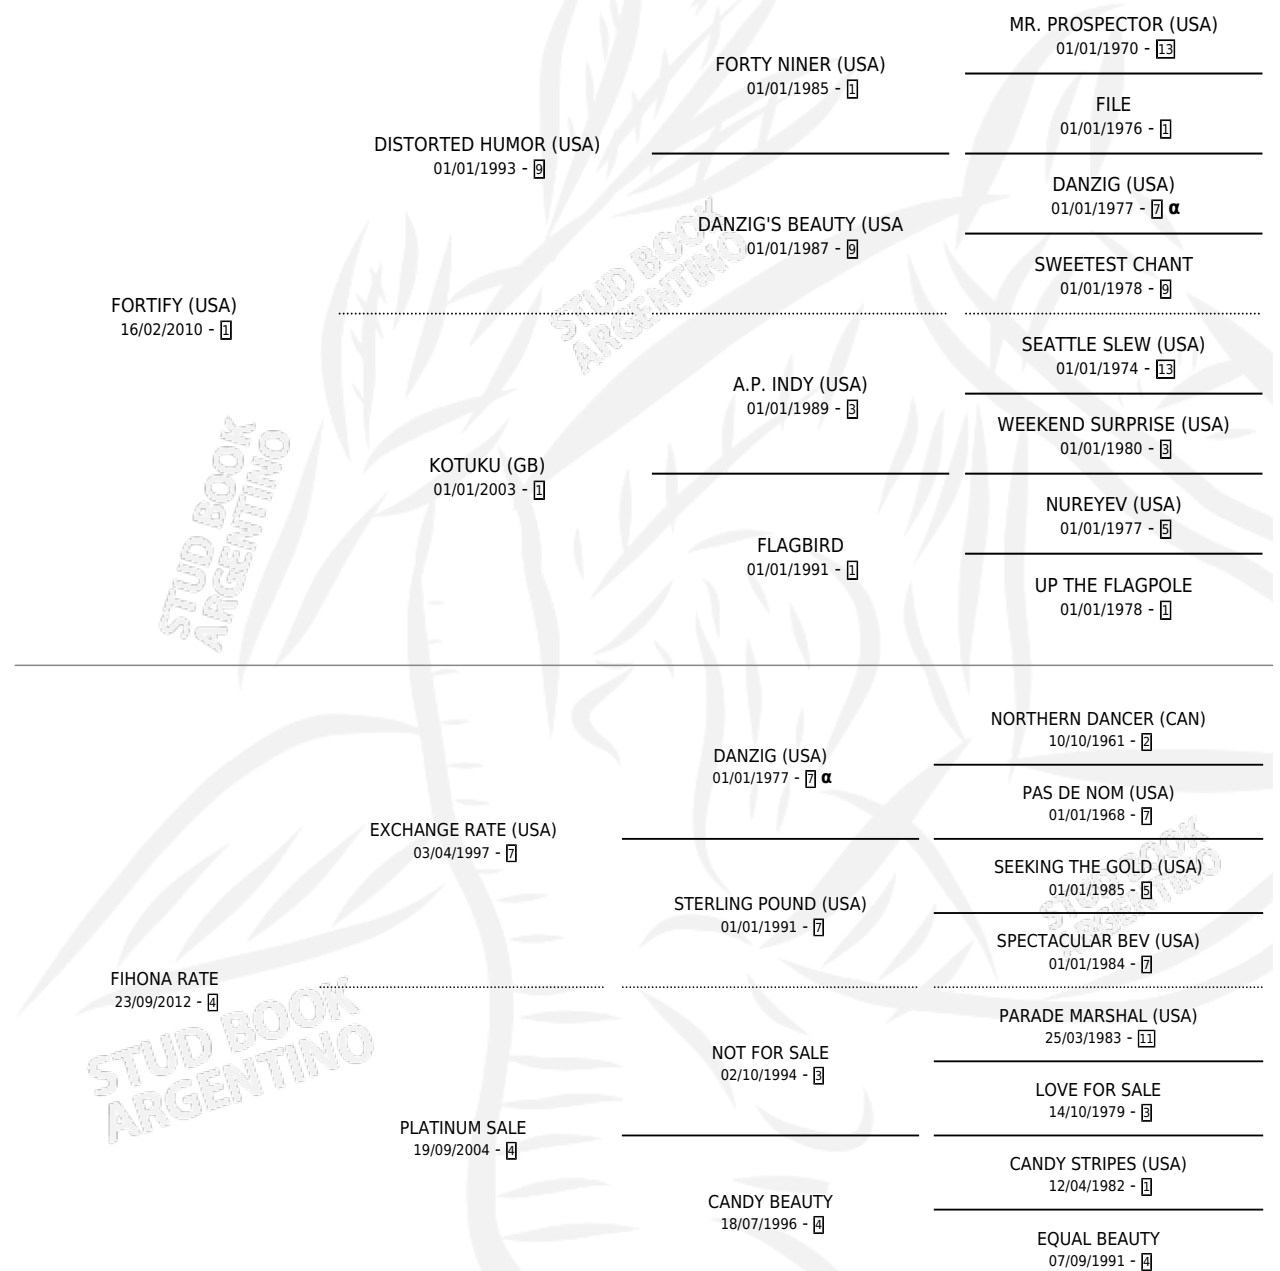 MR. PROSPECTOR (USA)
01/01/1970 - 13
FORTY NINER (USA)
01/01/1985 - 1
FILE
01/01/1976 - 1
DISTORTED HUMOR (USA)
01/01/1993 - 9
DANZIG (USA)
01/01/1977 - 7 α
DANZIG'S BEAUTY (USA
01/01/1987 - 9
SWEETEST CHANT
01/01/1978 - 9
FORTIFY (USA)
16/02/2010 - 1
SEATTLE SLEW (USA)
01/01/1974 - 13
A.P. INDY (USA)
01/01/1989 - 3
WEEKEND SURPRISE (USA)
01/01/1980 - 3
KOTUKU (GB)
01/01/2003 - 1
NUREYEV (USA)
01/01/1977 - 5
FLAGBIRD
01/01/1991 - 1
UP THE FLAGPOLE
01/01/1978 - 1
NORTHERN DANCER (CAN)
10/10/1961 - 2
DANZIG (USA)
01/01/1977 - 7 α
PAS DE NOM (USA)
01/01/1968 - 7
EXCHANGE RATE (USA)
03/04/1997 - 7
SEEKING THE GOLD (USA)
01/01/1985 - 5
STERLING POUND (USA)
01/01/1991 - 7
SPECTACULAR BEV (USA)
01/01/1984 - 7
FIHONA RATE
23/09/2012 - 4
PARADE MARSHAL (USA)
25/03/1983 - 11
NOT FOR SALE
02/10/1994 - 3
LOVE FOR SALE
14/10/1979 - 3
PLATINUM SALE
19/09/2004 - 4
CANDY STRIPES (USA)
12/04/1982 - 1
CANDY BEAUTY
18/07/1996 - 4
EQUAL BEAUTY
07/09/1991 - 4
STUD BOOK
ARGENTINO
STUD BOOK
ARGENTINO
STUD BOOK
ARGENTINO
STUD BOOK
ARGENTINO